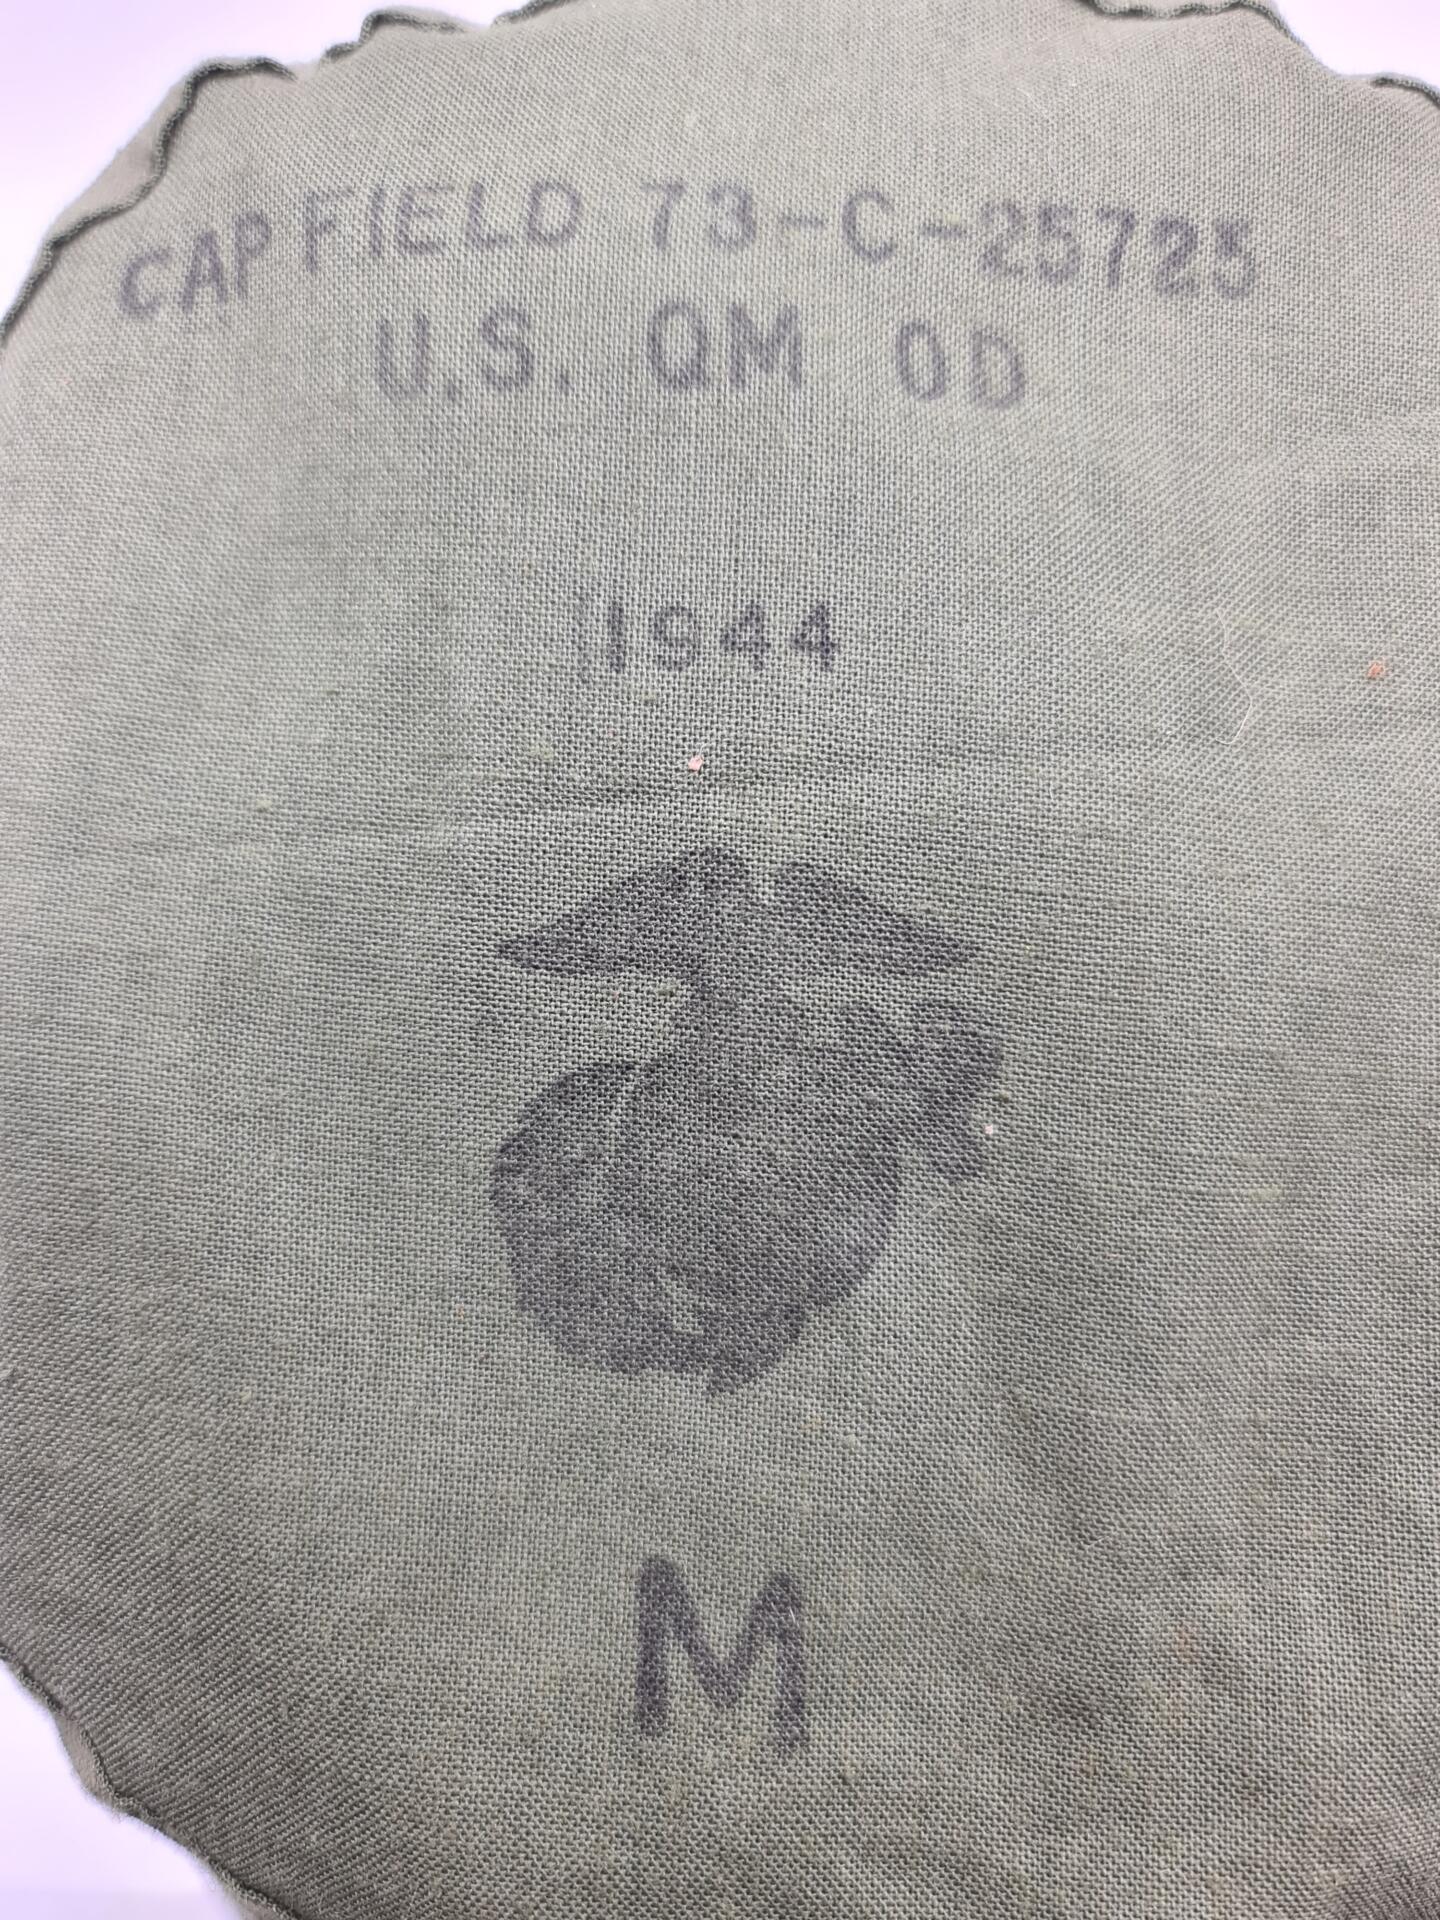 CAP FIELD 73-C-25725
U.S. QM OD
1944
M